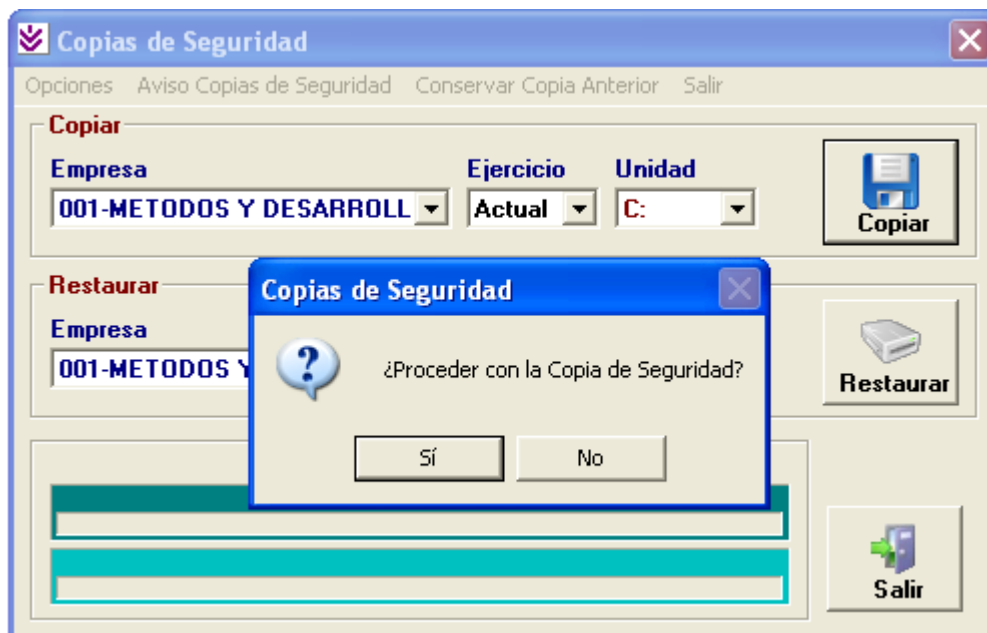 Copias de Seguridad
Opciones Aviso Copias de Seguridad Conservar Copia Anterior Salir
Copiar
Empresa Ejercicio Unidad
001-METODOS Y DESARROLL Actual C:
Copiar
Restaurar
Empresa
001-METODOS Y
Restaurar
Copias de Seguridad
¿Proceder con la Copia de Seguridad?
Sí No
Salir